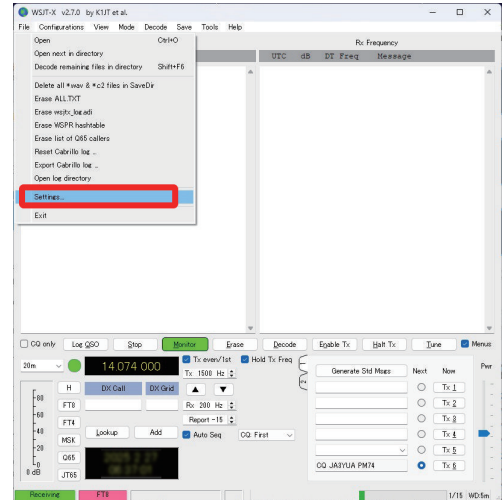 WSJT-X v2.7.0 by K1JT et al.
File Configurations View Mode Decode Save Tools Help
Open Ctrl+O
Open next in directory
Decode remaining files in directory Shift+F6
Delete all *wav & *c2 files in SaveDir
Erase ALL.TXT
Erase wsjtx_log.adi
Erase WSPR hashtable
Erase list of Q65 callers
Reset Cabrillo log ...
Export Cabrillo log ...
Open log directory
Settings...
Exit
Rx Frequency
UTC dB DT Freq Message
CQ only Log QSO Stop Monitor Erase Decode Enable Tx Halt Tx Tune Menus
20m 14.074 000 Tx even/1st Hold Tx Freq
Tx 1500 Hz
Generate Std Msgs Next Now Pwr
H DX Call DX Grid Tx 1
FT8 Rx 200 Hz Tx 2
FT4 Report -15 Tx 3
MSK Lookup Add Auto Seq CQ: First Tx 4
Q65 Tx 5
JT65 CQ JA3YUA PM74 Tx 6
-80
-60
-40
-20
0
0 dB
Receiving FT8 1/15 WD:5m